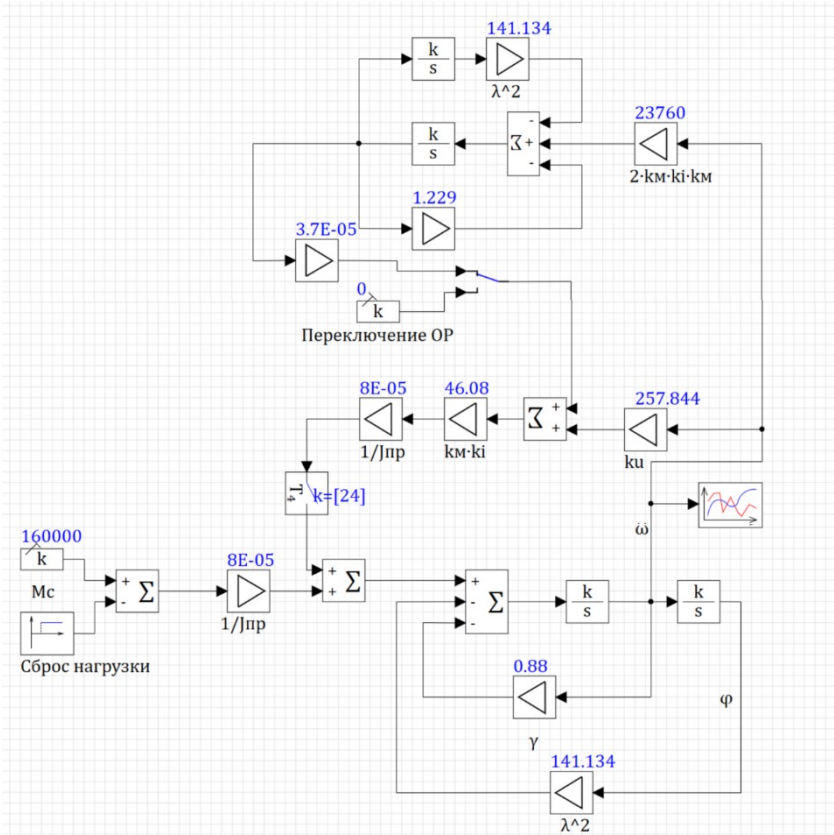 141.134
k
s
λ^2
23760
-
Σ +
-
k
s
2·kм·ki·kм
1.229
3.7E-05
0
k
Переключение ОР
8E-05
46.08
257.844
+
Σ
+
1/Jпр
kм·ki
ku
T4
k=[24]
160000
k
Mc
ω̈
8E-05
+
Σ
-
+
Σ
+
+
-
Σ
-
k
s
k
s
1/Jпр
Сброс нагрузки
0.88
φ
γ
141.134
λ^2